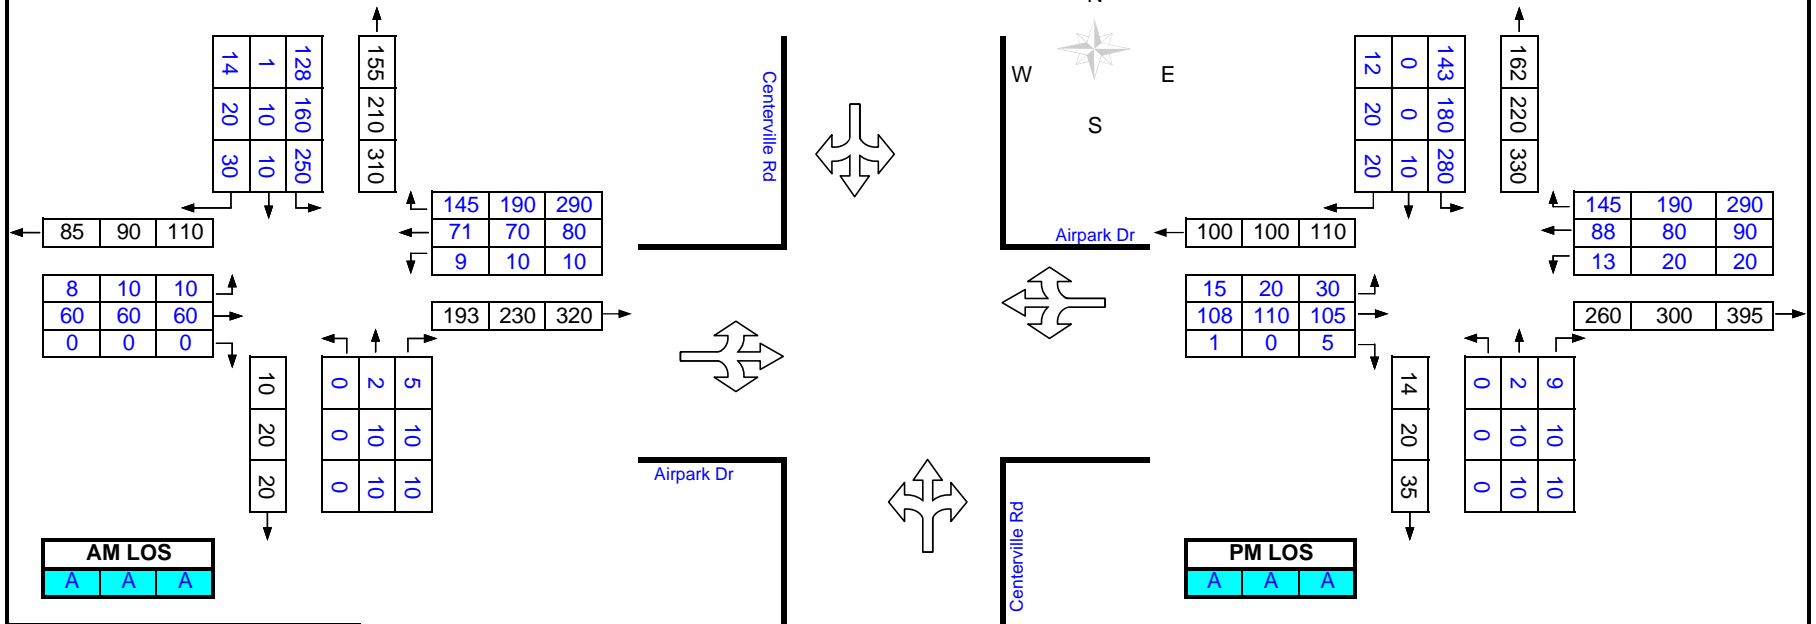 N
W E
S
14 1 128
20 10 160
30 10 250
155
210
310
145 190 290
71 70 80
9 10 10
85 90 110
8 10 10
60 60 60
0 0 0
193 230 320
10
20
20
0 2 5
0 10 10
0 10 10
AM LOS
A A A
Centerville Rd
Airpark Dr
Airpark Dr
Centerville Rd
12 0 143
20 0 180
20 10 280
162
220
330
145 190 290
88 80 90
13 20 20
100 100 110
15 20 30
108 110 105
1 0 5
260 300 395
14
20
35
0 2 9
0 10 10
0 10 10
PM LOS
A A A